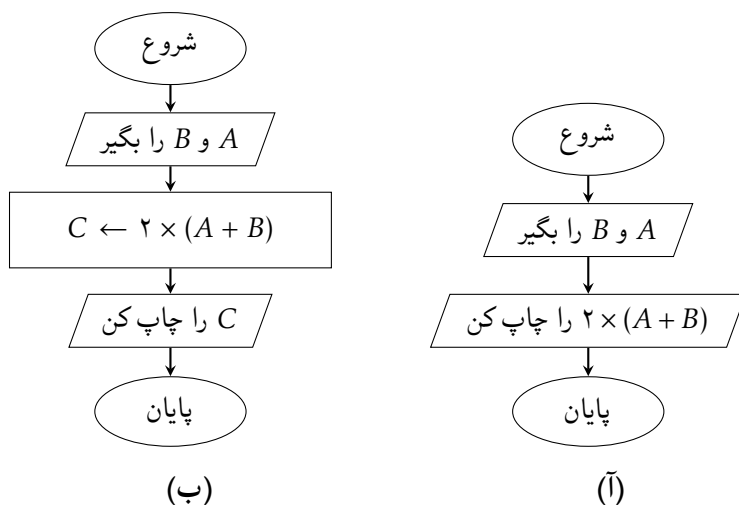 شروع
A و B را بگیر
۲ × (A + B) را چاپ کن
پایان
(آ)
شروع
A و B را بگیر
C ← ۲ × (A + B)
C را چاپ کن
پایان
(ب)